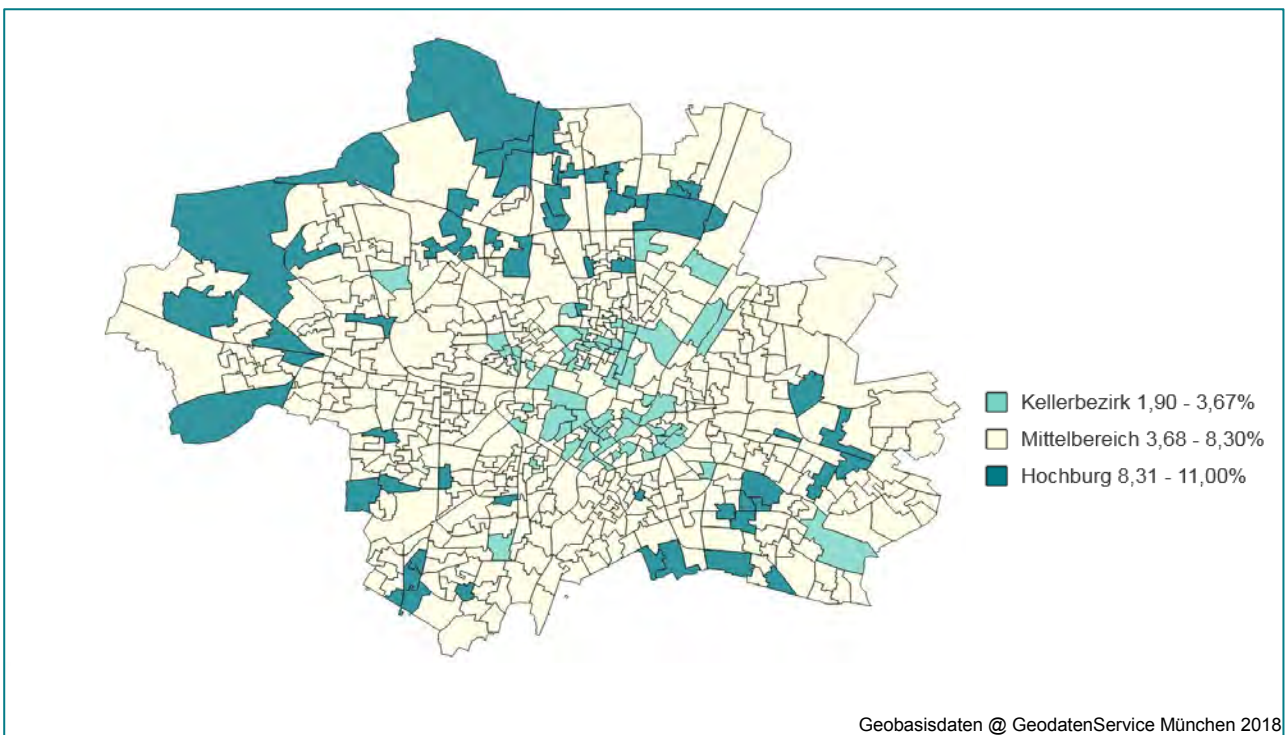 Kellerbezirk 1,90 - 3,67%
Mittelbereich 3,68 - 8,30%
Hochburg 8,31 - 11,00%
Geobasisdaten @ GeodatenService München 2018